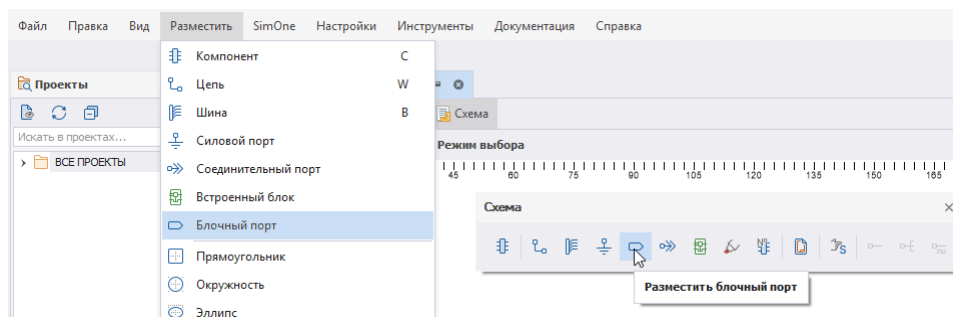 Файл Правка Вид Разместить SimOne Настройки Инструменты Документация Справка
Компонент C
Проекты
Цепь W
Шина B
Схема
Искать в проектах...
Силовой порт
Режим выбора
ВСЕ ПРОЕКТЫ
Соединительный порт
45 60 75 90 105 120 135 150 165
Встроенный блок
Схема
Блочный порт
Прямоугольник
Разместить блочный порт
Окружность
Эллипс